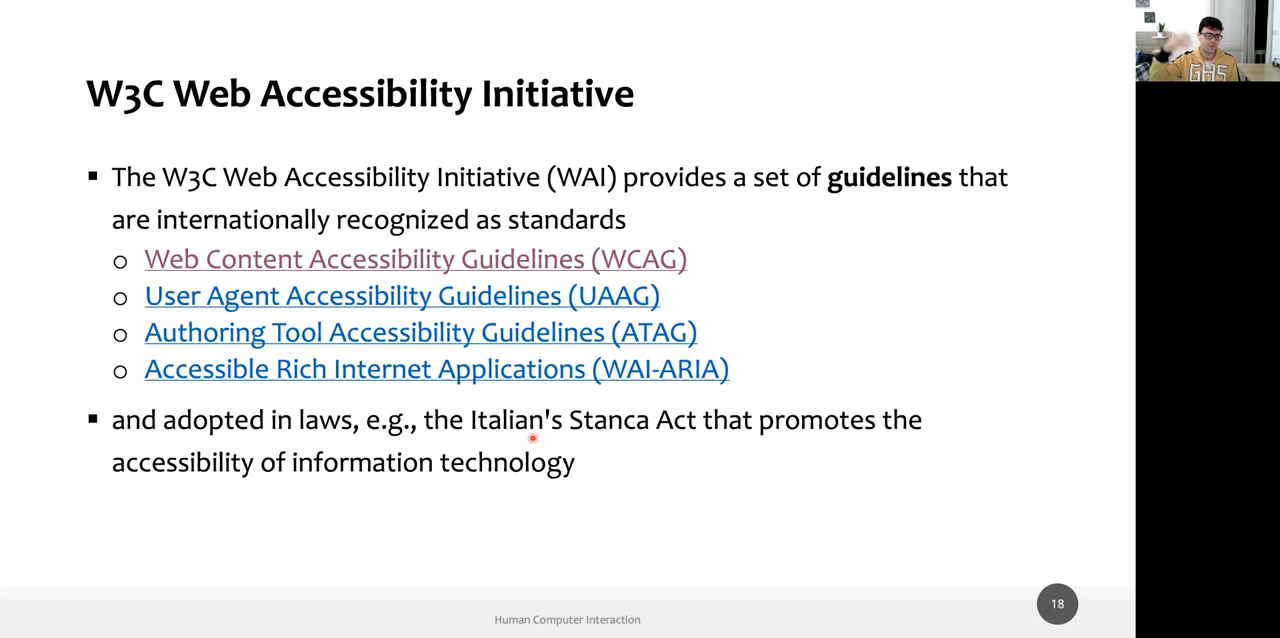 W3C Web Accessibility Initiative
The W3C Web Accessibility Initiative (WAI) provides a set of guidelines that
are internationally recognized as standards
Web Content Accessibility Guidelines (WCAG)
User Agent Accessibility Guidelines (UAAG)
Authoring Tool Accessibility Guidelines (ATAG)
Accessible Rich Internet Applications (WAI-ARIA)
and adopted in laws, e.g., the Italian's Stanca Act that promotes the
accessibility of information technology
Human Computer Interaction
18